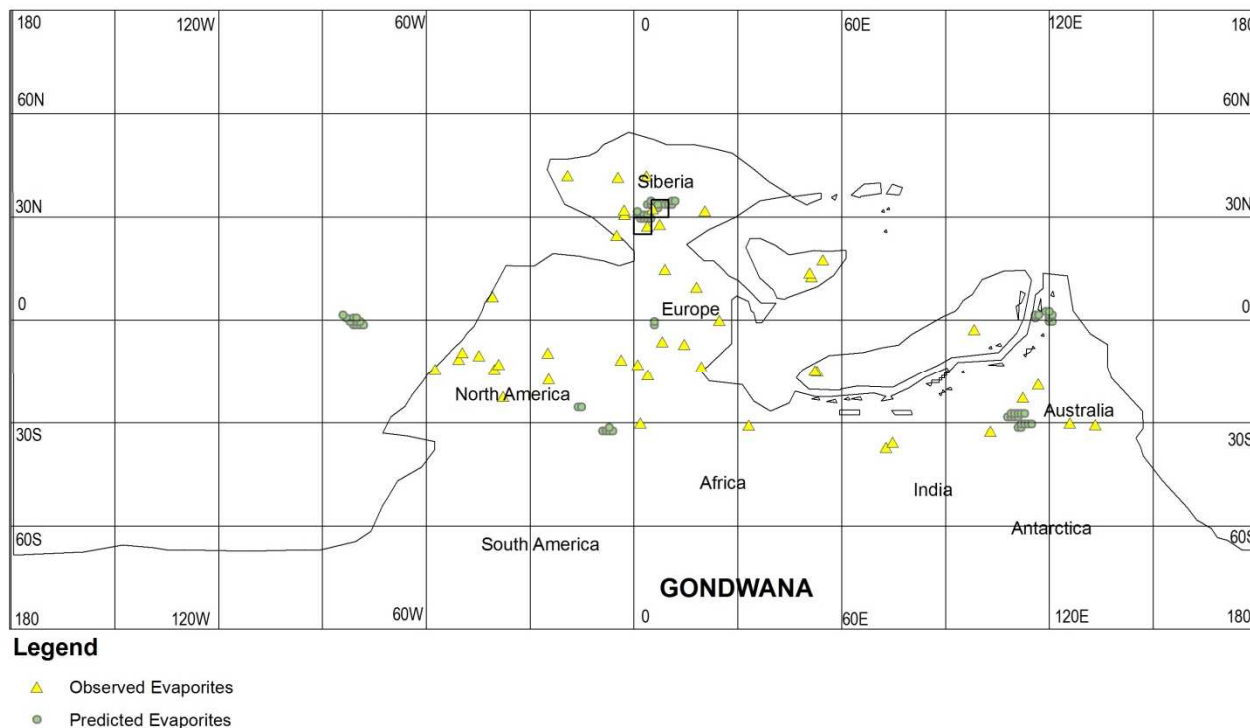 180 120W 60W 0 60E 120E 180
60N 60N
Siberia
30N 30N
0 Europe 0
North America Australia
30S 30S
Africa India
Antarctica
60S South America 60S
GONDWANA
180 120W 60W 0 60E 120E 180
Legend
Observed Evaporites
Predicted Evaporites